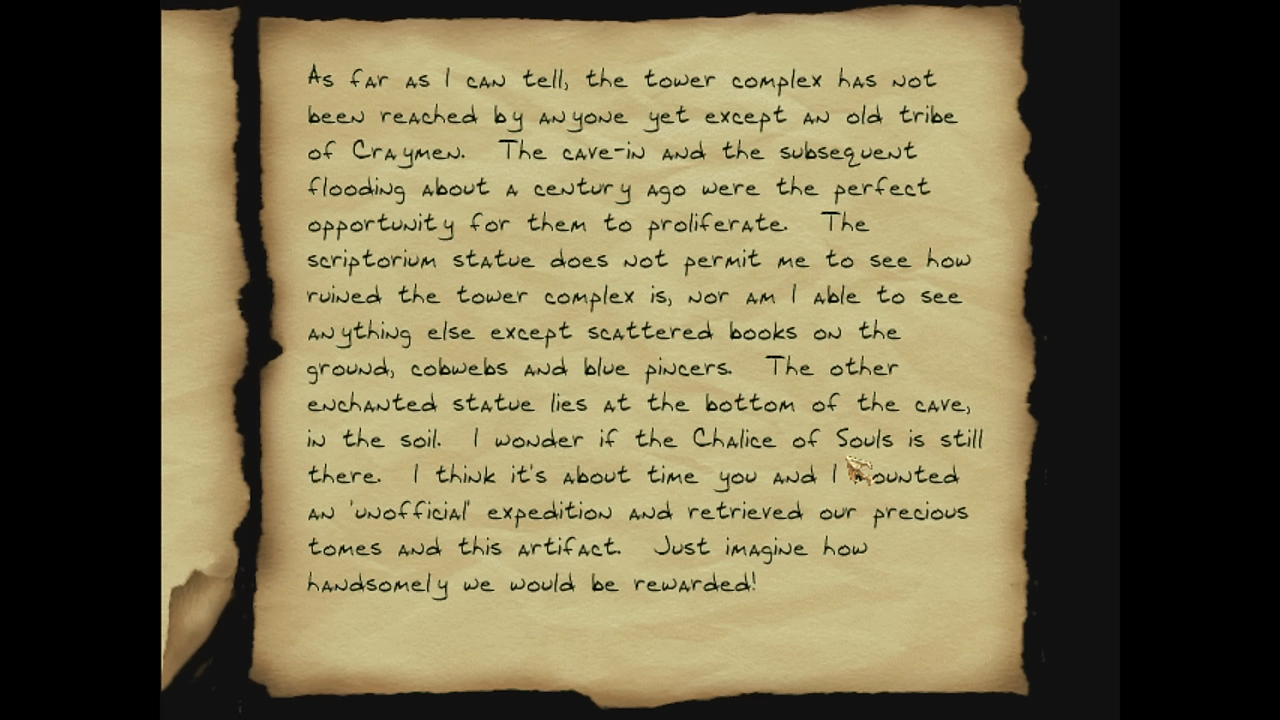 As far as I can tell, the tower complex has not
been reached by anyone yet except an old tribe
of Craymen. The cave-in and the subsequent
flooding about a century ago were the perfect
opportunity for them to proliferate. The
scriptorium statue does not permit me to see how
ruined the tower complex is, nor am I able to see
anything else except scattered books on the
ground, cobwebs and blue pincers. The other
enchanted statue lies at the bottom of the cave,
in the soil. I wonder if the Chalice of Souls is still
there. I think it's about time you and I mounted
an 'unofficial' expedition and retrieved our precious
tomes and this artifact. Just imagine how
handsomely we would be rewarded!